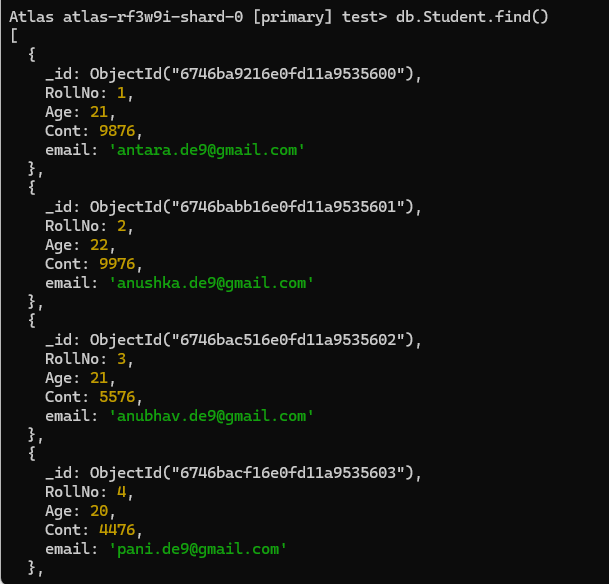 Atlas atlas-rf3w9i-shard-0 [primary] test> db.Student.find()
[
  {
    _id: ObjectId("6746ba9216e0fd11a9535600"),
    RollNo: 1,
    Age: 21,
    Cont: 9876,
    email: 'antara.de9@gmail.com'
  },
  {
    _id: ObjectId("6746babb16e0fd11a9535601"),
    RollNo: 2,
    Age: 22,
    Cont: 9976,
    email: 'anushka.de9@gmail.com'
  },
  {
    _id: ObjectId("6746bac516e0fd11a9535602"),
    RollNo: 3,
    Age: 21,
    Cont: 5576,
    email: 'anubhav.de9@gmail.com'
  },
  {
    _id: ObjectId("6746bacf16e0fd11a9535603"),
    RollNo: 4,
    Age: 20,
    Cont: 4476,
    email: 'pani.de9@gmail.com'
  },